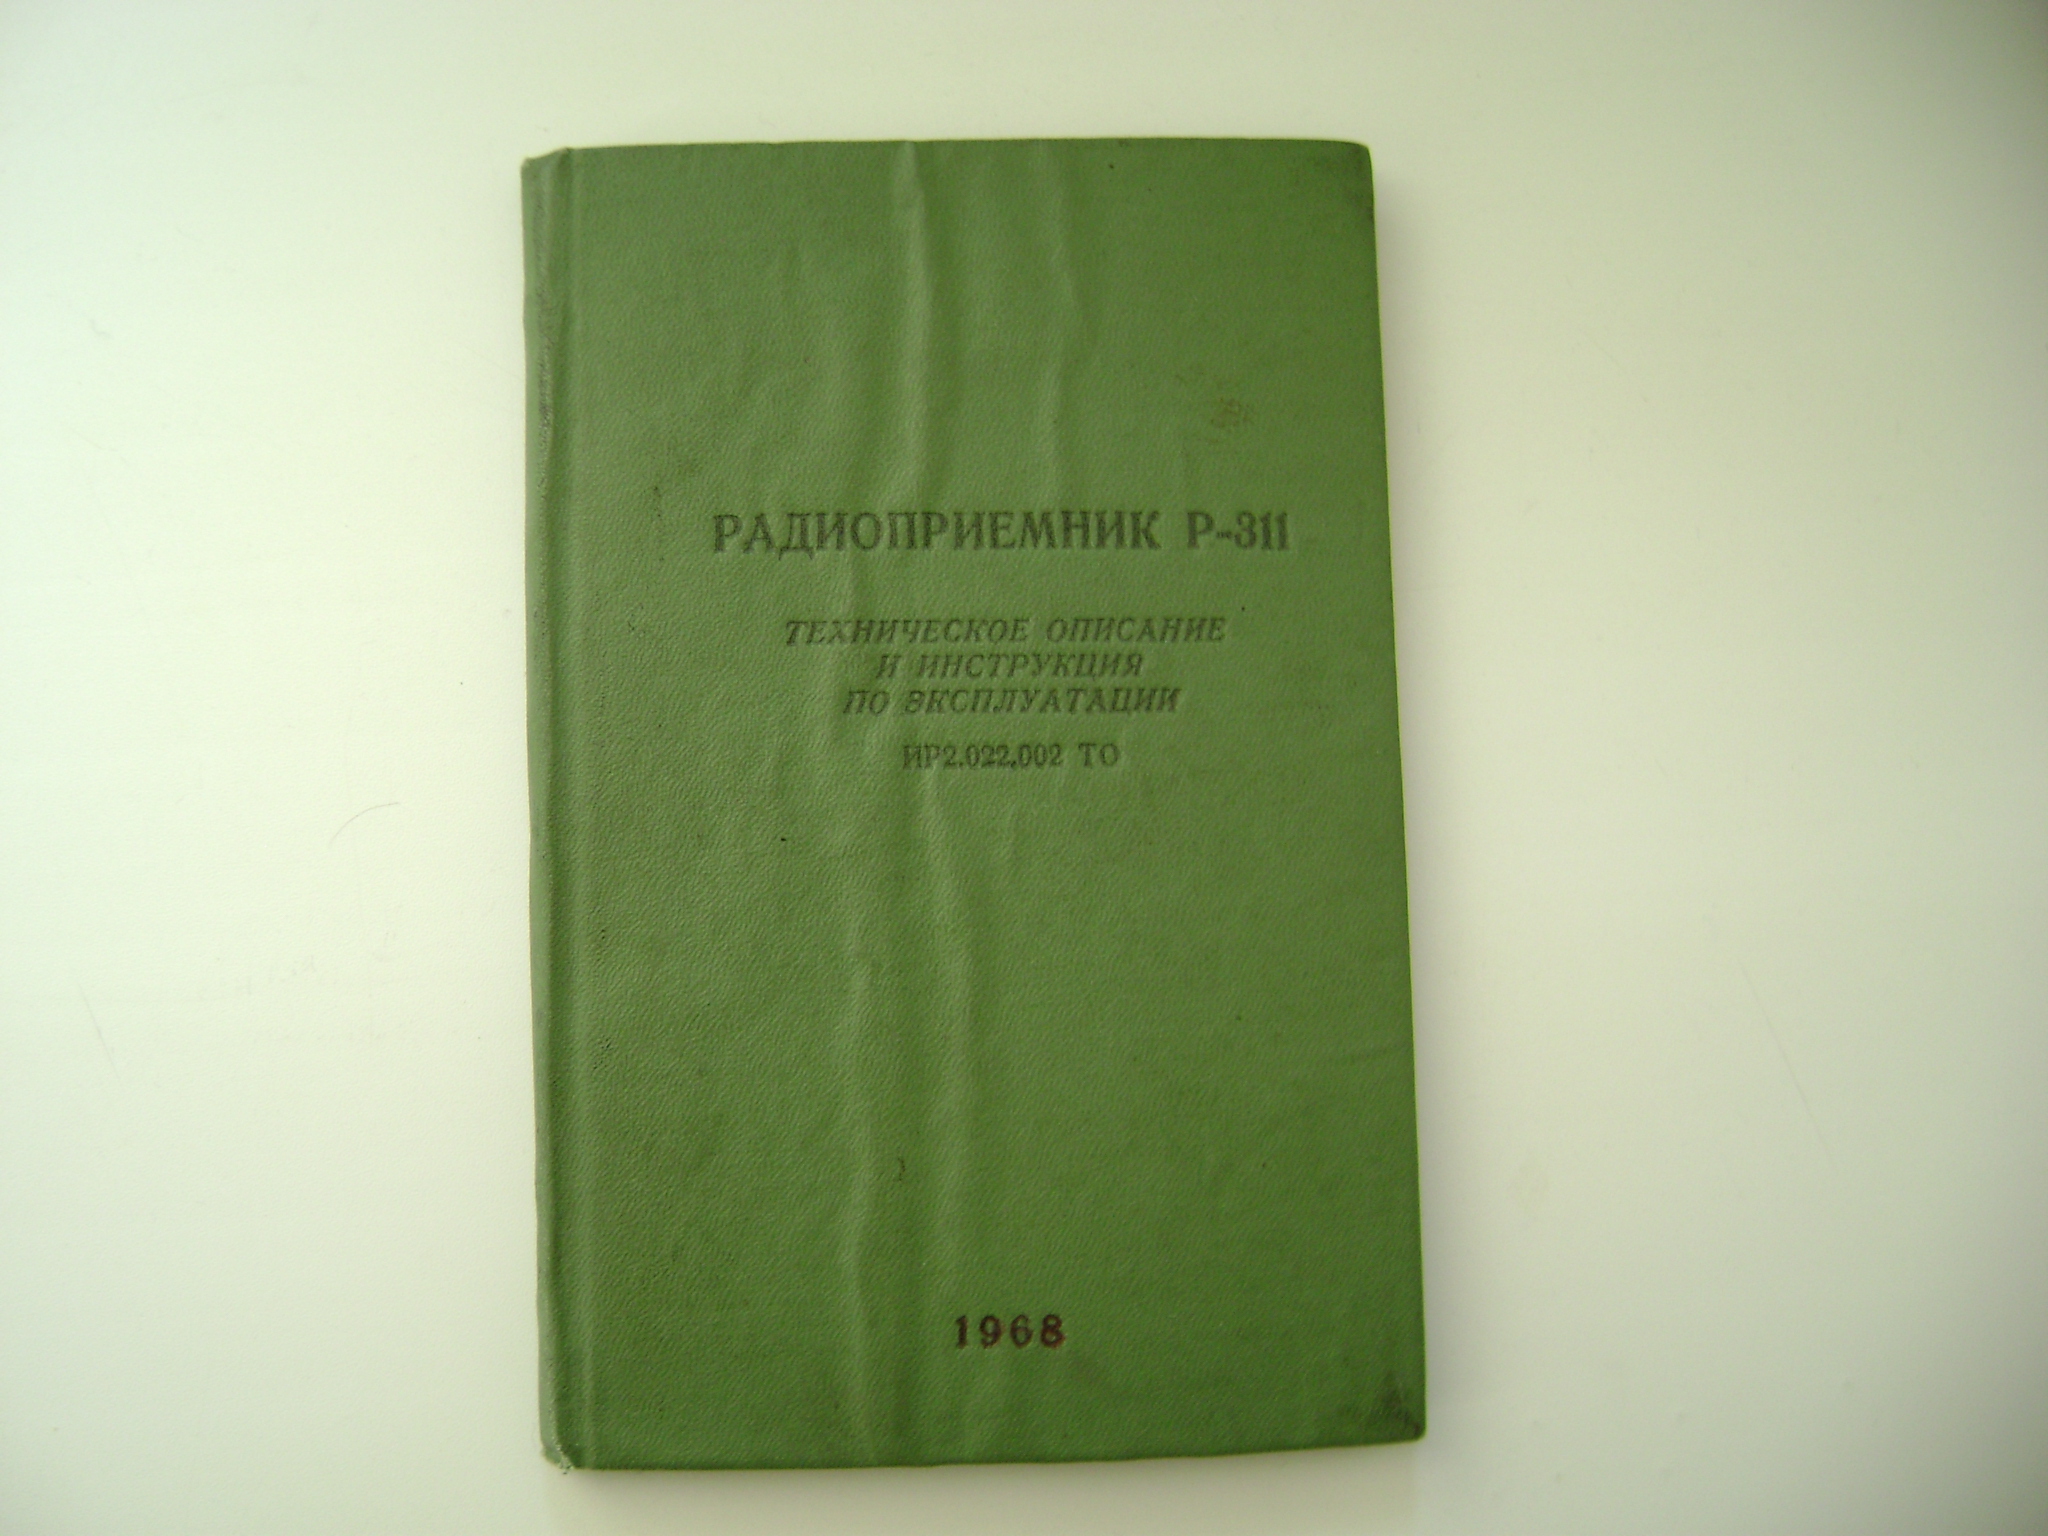 РАДИОПРИЕМНИК Р-311
ТЕХНИЧЕСКОЕ ОПИСАНИЕ
И ИНСТРУКЦИЯ
ПО ЭКСПЛУАТАЦИИ
ИР2.022.002 ТО
1968